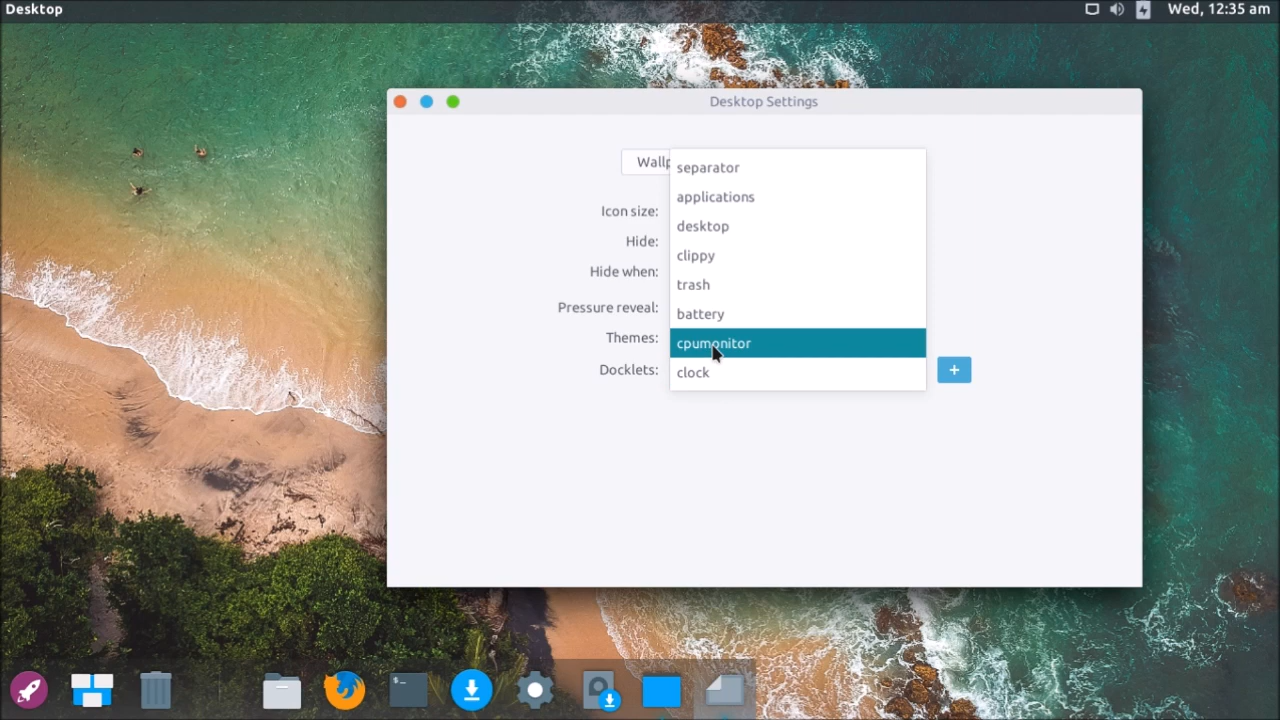 Desktop
Wed, 12:35 am
Desktop Settings
Wallp
separator
applications
Icon size:
desktop
Hide:
clippy
Hide when:
trash
Pressure reveal:
battery
Themes:
cpumonitor
Docklets:
clock
+
$_